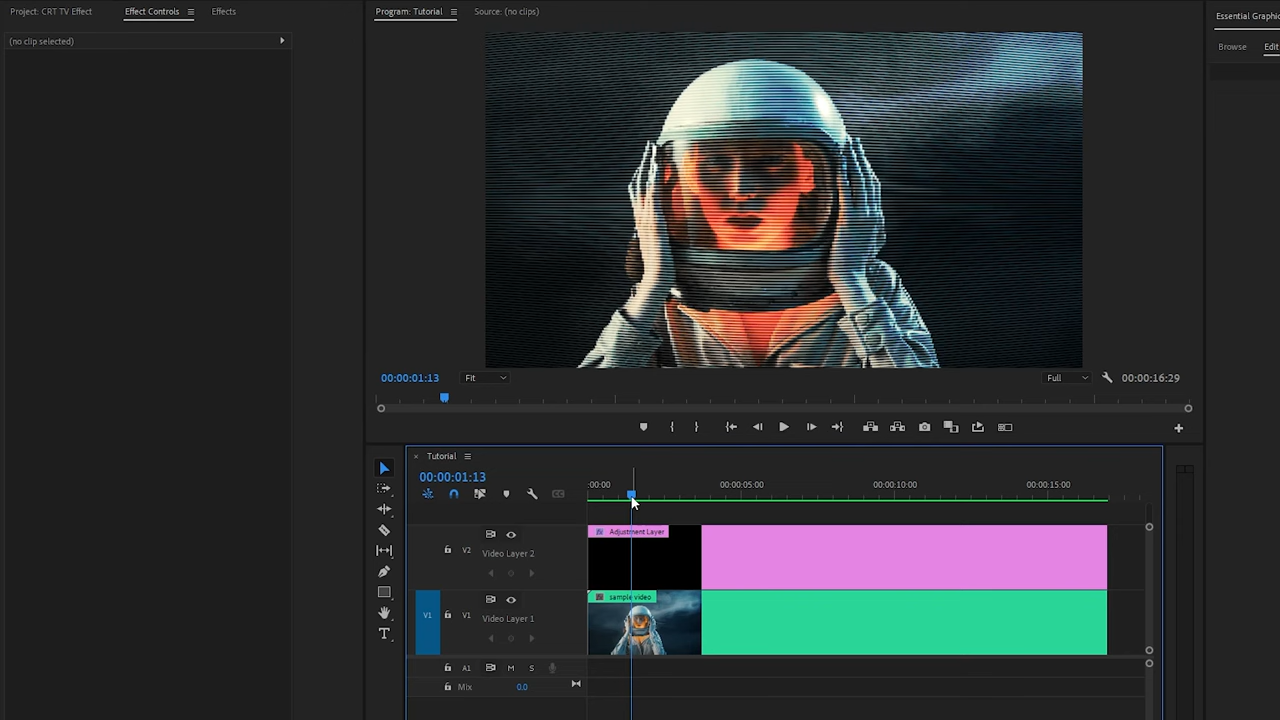 Project: CRT TV Effect
Effect Controls
Effects
Program: Tutorial
Source: (no clips)
Essential Graphic
(no clip selected)
Browse
Edit
00:00:01:13
Fit
Full
00:00:16:29
Tutorial
00:00:01:13
:00:00
00:00:05:00
00:00:10:00
00:00:15:00
Adjustment Layer
V2
Video Layer 2
sample video
V1
V1
Video Layer 1
A1
M
S
Mix
0.0